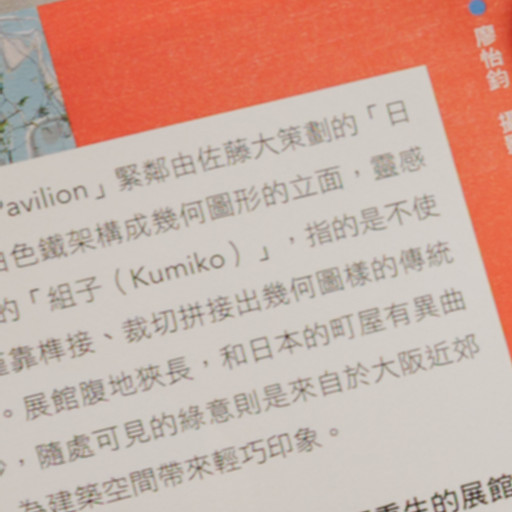 廖怡鈞
avilion」緊鄰由佐藤大策劃的「日
白色鐵架構成幾何圖形的立面，靈感
的「組子（Kumiko）」，指的是不使
靠榫接、裁切拼接出幾何圖樣的傳統
。展館腹地狹長，和日本的町屋有異曲
，隨處可見的綠意則是來自於大阪近郊
為建築空間帶來輕巧印象。
重生的展館